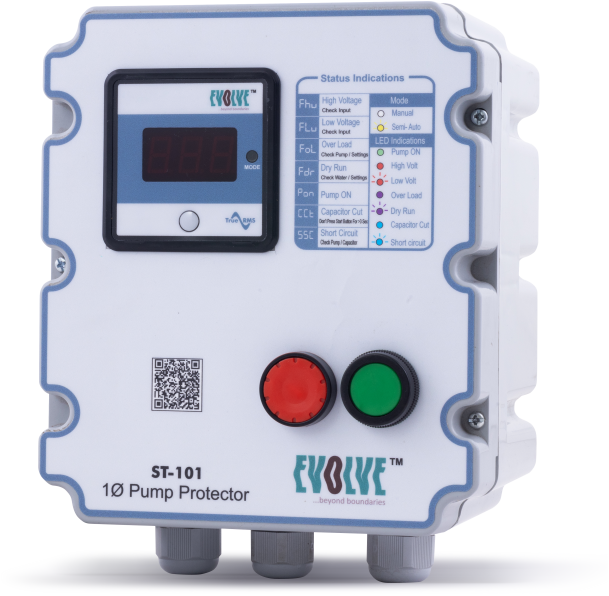 EVOLVE™
MODE
True RMS
Status Indications
Fhu High Voltage
Check Input
FLu Low Voltage
Check Input
FoL Over Load
Check Pump / Settings
Fdr Dry Run
Check Water / Settings
Pon Pump ON
CCt Capacitor Cut
SSC Short Circuit
Check Pump / Capacitor
Mode
Manual
Semi- Auto
LED Indications
Pump ON
High Volt
Low Volt
Over Load
Dry Run
Capacitor Cut
Short circuit
ST-101
1Ø Pump Protector
EVOLVE™
...beyond boundaries